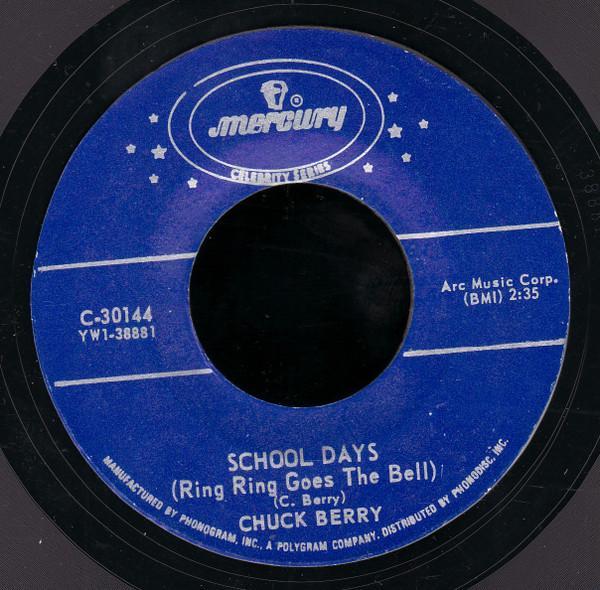 mercury ®
CELEBRITY SERIES
Arc Music Corp.
(BMI) 2:35
C-30144
YW1-38881
SCHOOL DAYS
(Ring Ring Goes The Bell)
(C. Berry)
CHUCK BERRY
MANUFACTURED BY PHONOGRAM, INC., A POLYGRAM COMPANY. DISTRIBUTED BY PHONODISC, INC.